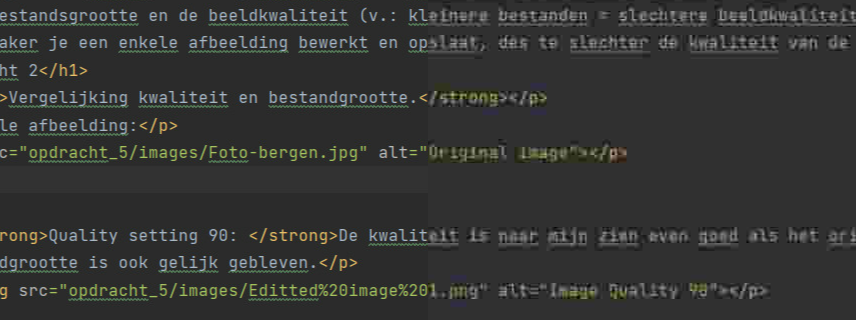 estandsgrootte en de beeldkwaliteit (v.: kleinere bestanden = slechtere beeldkwaliteit
aker je een enkele afbeelding bewerkt en opslaat, des te slechter de kwaliteit van de
ht 2</h1>
>Vergelijking kwaliteit en bestandgrootte.</strong></p>
le afbeelding:</p>
c="opdracht_5/images/Foto-bergen.jpg" alt="Original image"></p>
rong>Quality setting 90: </strong>De kwaliteit is naar mijn zien even goed als het ori
dgrootte is ook gelijk gebleven.</p>
g src="opdracht_5/images/Editted%20image%201.png" alt="Image Quality 90"></p>